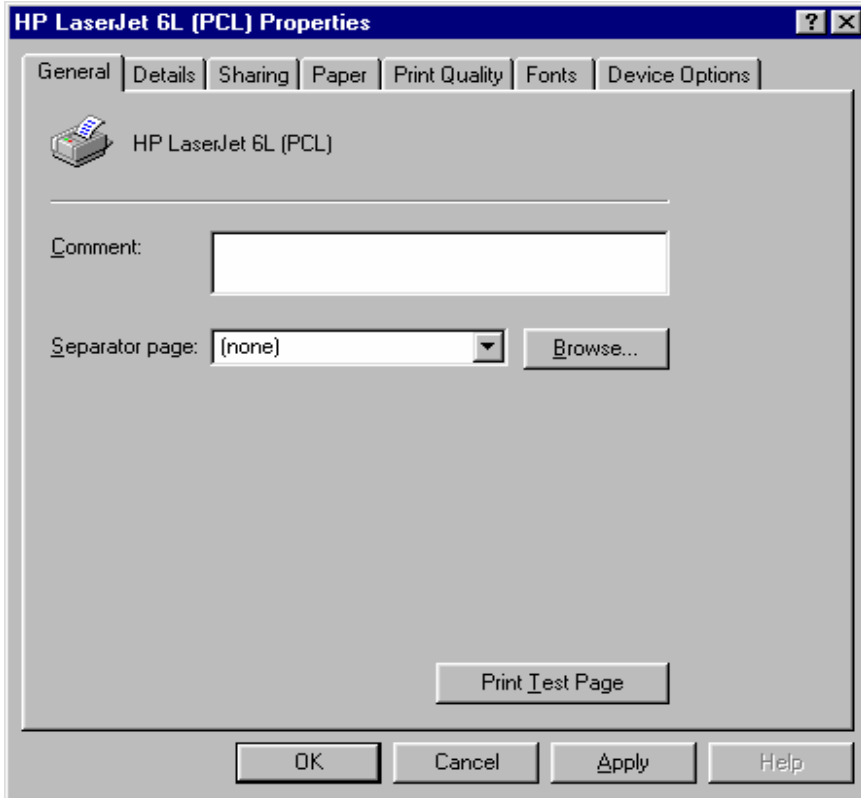 HP LaserJet 6L (PCL) Properties
General Details Sharing Paper Print Quality Fonts Device Options
HP LaserJet 6L (PCL)
Comment:
Separator page: (none) Browse...
Print Test Page
OK Cancel Apply Help